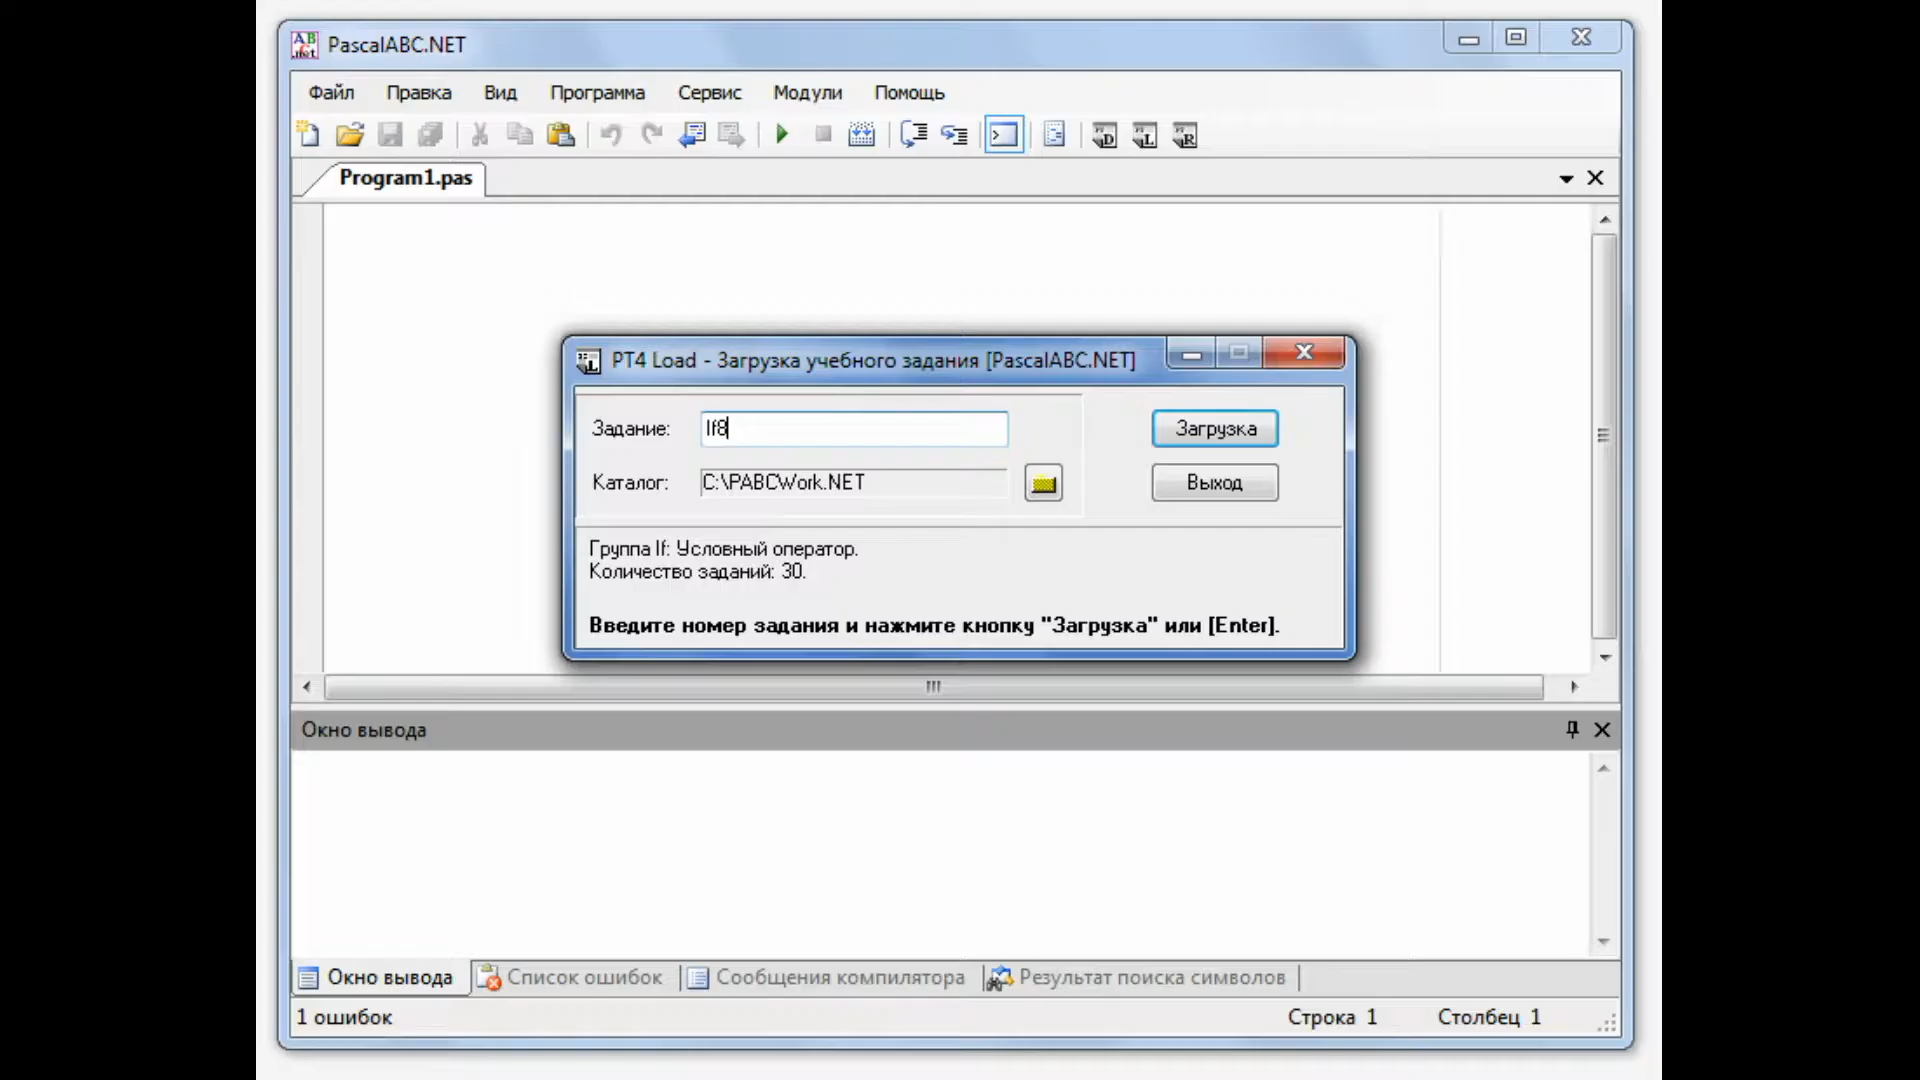 PascalABC.NET
Файл Правка Вид Программа Сервис Модули Помощь
Program1.pas
PT4 Load - Загрузка учебного задания [PascalABC.NET]
Задание: If8 Загрузка
Каталог: C:\PABCWork.NET Выход
Группа If: Условный оператор.
Количество заданий: 30.
Введите номер задания и нажмите кнопку "Загрузка" или [Enter].
Окно вывода
Окно вывода Список ошибок Сообщения компилятора Результат поиска символов
1 ошибок Строка 1 Столбец 1